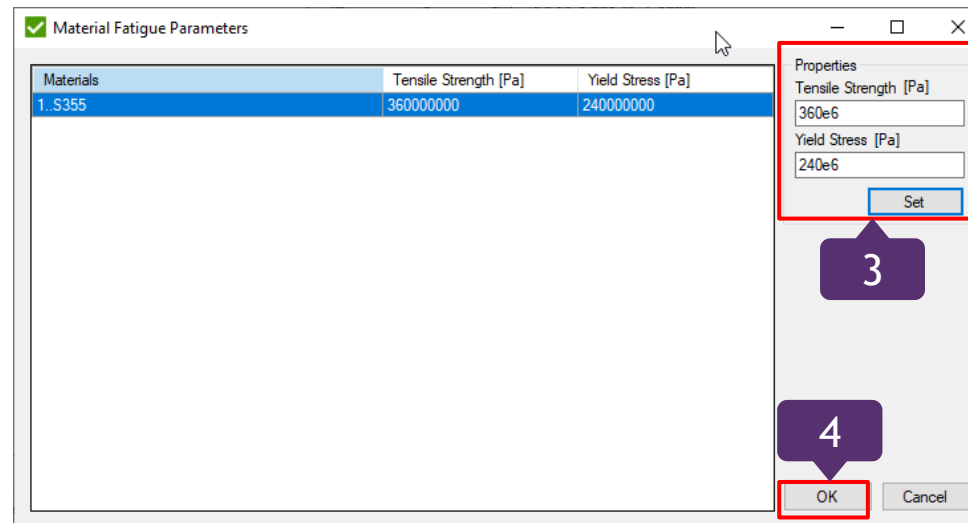 Material Fatigue Parameters
Materials Tensile Strength [Pa] Yield Stress [Pa]
1..S355 360000000 240000000
Properties
Tensile Strength [Pa]
360e6
Yield Stress [Pa]
240e6
Set
3
4
OK Cancel